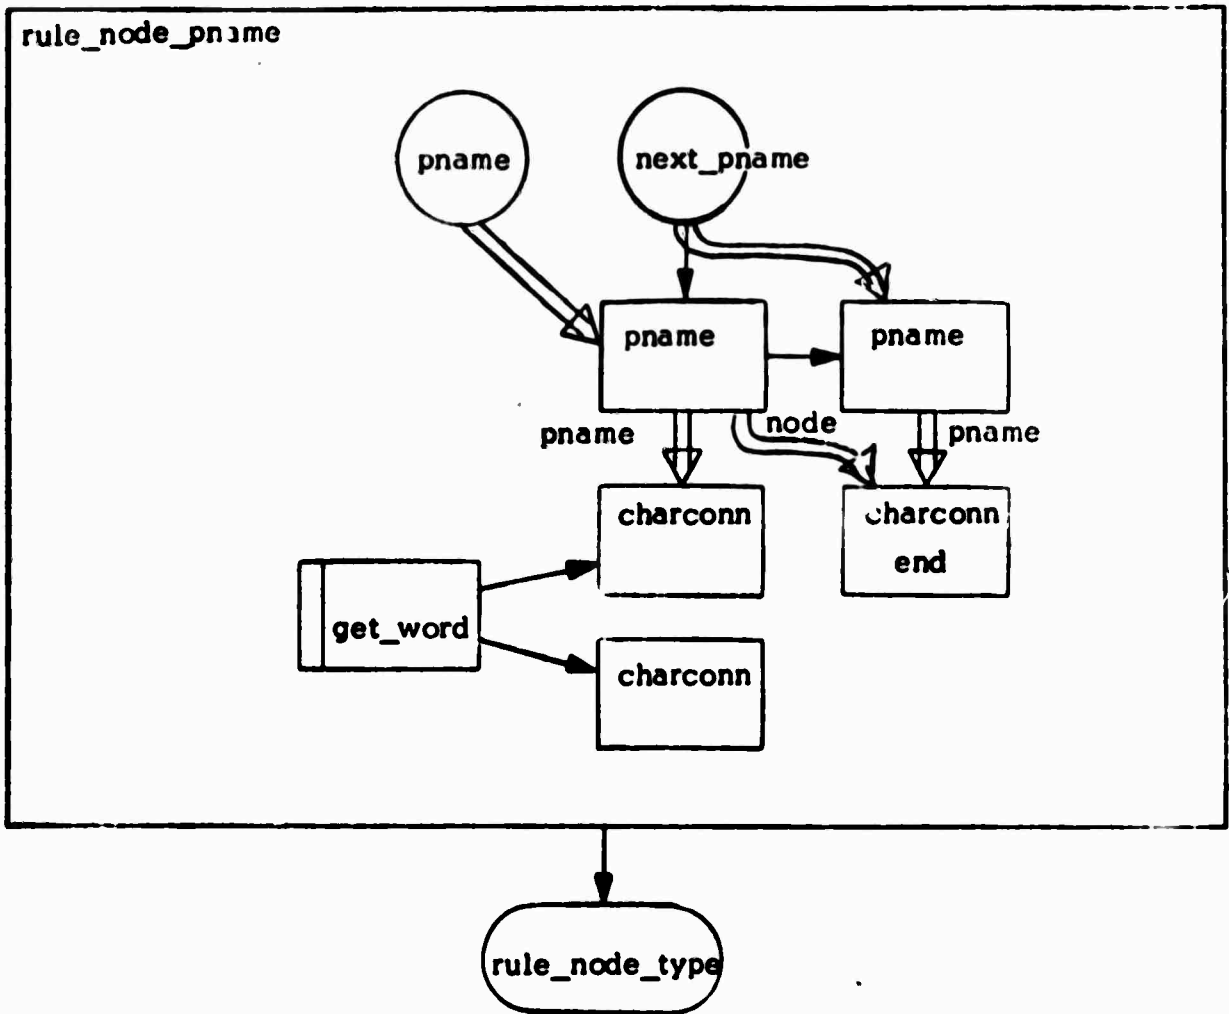 rule_node_pname
pname
next_pname
pname
pname
pname
node
pname
charconn
charconn
end
get_word
charconn
rule_node_type